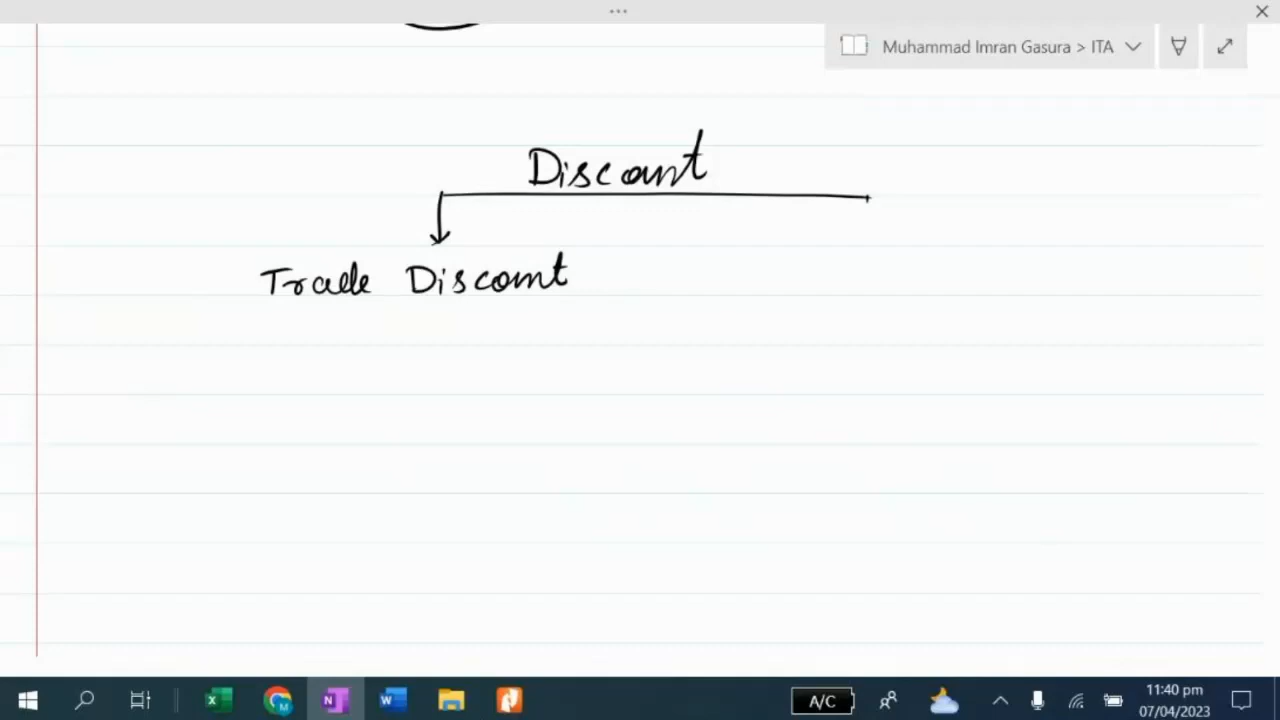 Muhammad Imran Gasura > ITA
Discount
Trade Discount
A/C
11:40 pm
07/04/2023